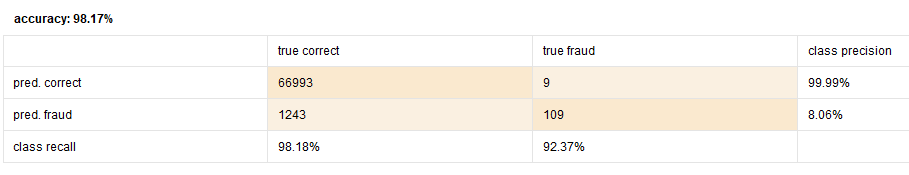 accuracy: 98.17%
true correct true fraud class precision
pred. correct 66993 9 99.99%
pred. fraud 1243 109 8.06%
class recall 98.18% 92.37%